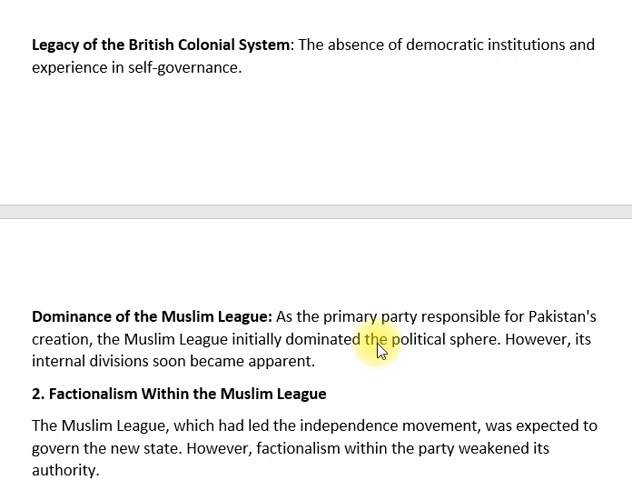 Legacy of the British Colonial System: The absence of democratic institutions and
experience in self-governance.
Dominance of the Muslim League: As the primary party responsible for Pakistan's
creation, the Muslim League initially dominated the political sphere. However, its
internal divisions soon became apparent.
2. Factionalism Within the Muslim League
The Muslim League, which had led the independence movement, was expected to
govern the new state. However, factionalism within the party weakened its
authority.